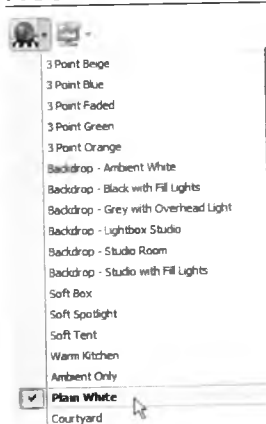 3 Point Beige
3 Point Blue
3 Point Faded
3 Point Green
3 Point Orange
Backdrop - Ambient White
Backdrop - Black with Fill Lights
Backdrop - Grey with Overhead Light
Backdrop - Lightbox Studio
Backdrop - Studio Room
Backdrop - Studio with Fill Lights
Soft Box
Soft Spotlight
Soft Tent
Warm Kitchen
Ambient Only
Plain White
Courtyard